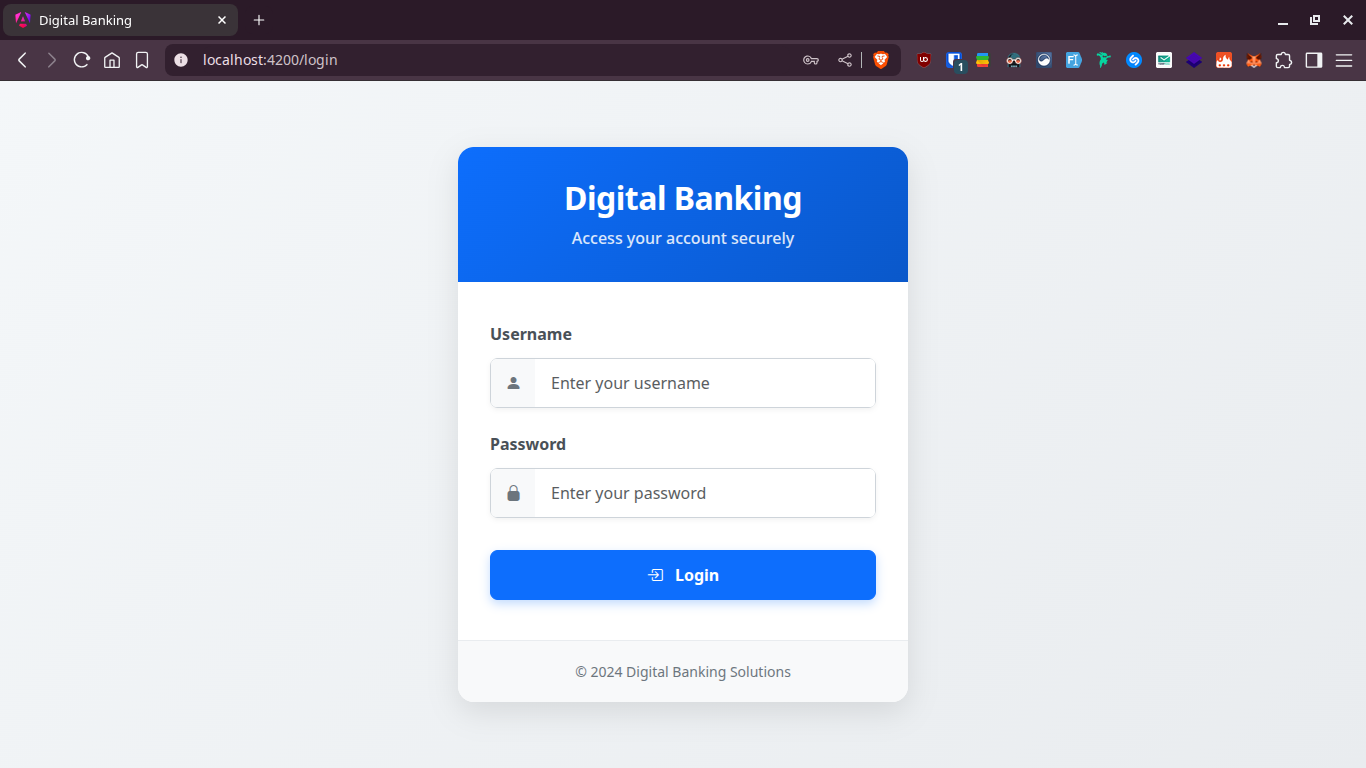 Digital Banking
localhost:4200/login
1
Digital Banking
Access your account securely
Username
Enter your username
Password
Enter your password
Login
© 2024 Digital Banking Solutions